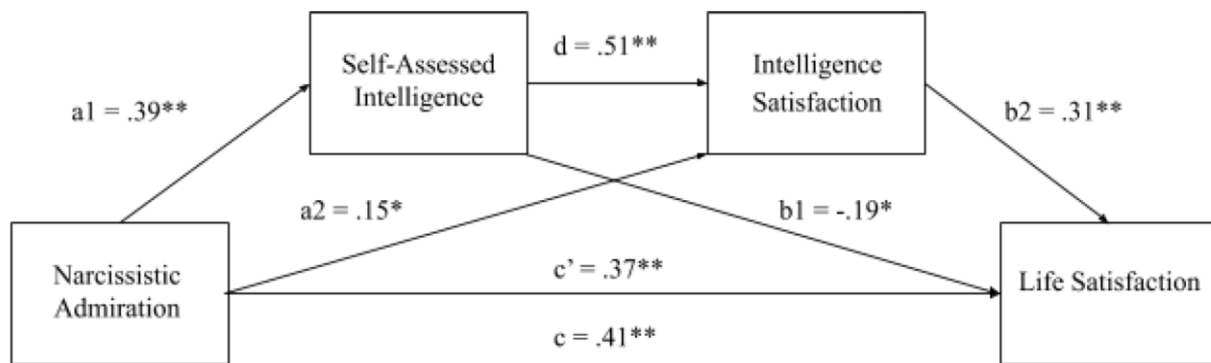 Self-Assessed
Intelligence
d = .51**
Intelligence
Satisfaction
a1 = .39**
b2 = .31**
a2 = .15*
b1 = -.19*
Narcissistic
Admiration
c’ = .37**
Life Satisfaction
c = .41**